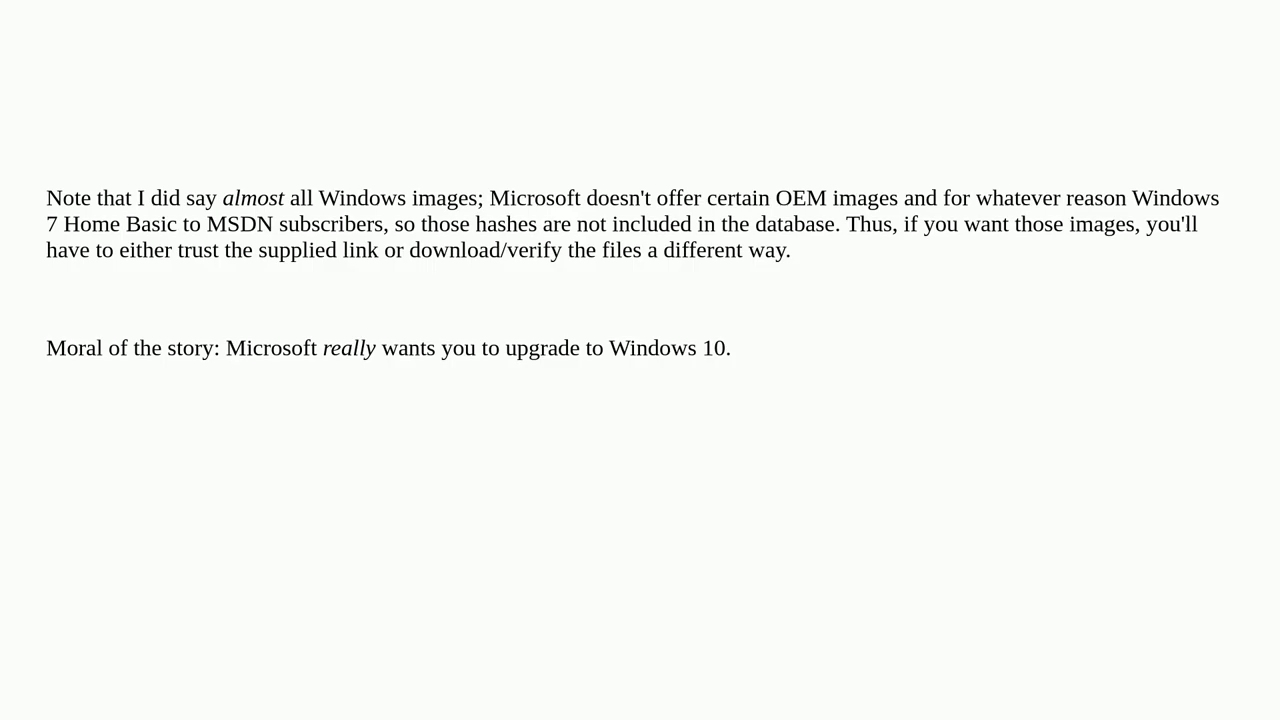 Note that I did say almost all Windows images; Microsoft doesn't offer certain OEM images and for whatever reason Windows
7 Home Basic to MSDN subscribers, so those hashes are not included in the database. Thus, if you want those images, you'll
have to either trust the supplied link or download/verify the files a different way.
Moral of the story: Microsoft really wants you to upgrade to Windows 10.